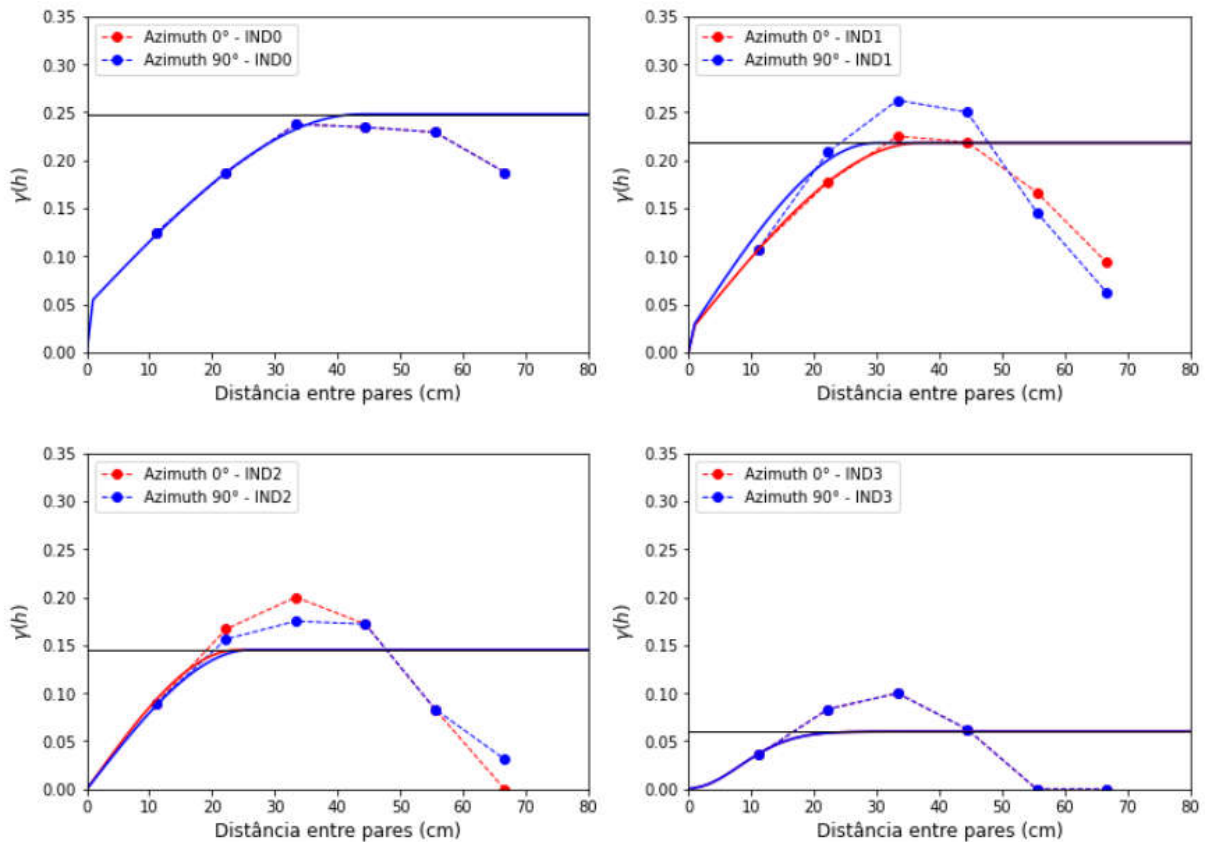 0.35
0.30
0.25
0.20
0.15
0.10
0.05
0.00
γ(h)
Azimuth 0° - IND0
Azimuth 90° - IND0
0 10 20 30 40 50 60 70 80
Distância entre pares (cm)
0.35
0.30
0.25
0.20
0.15
0.10
0.05
0.00
γ(h)
Azimuth 0° - IND1
Azimuth 90° - IND1
0 10 20 30 40 50 60 70 80
Distância entre pares (cm)
0.35
0.30
0.25
0.20
0.15
0.10
0.05
0.00
γ(h)
Azimuth 0° - IND2
Azimuth 90° - IND2
0 10 20 30 40 50 60 70 80
Distância entre pares (cm)
0.35
0.30
0.25
0.20
0.15
0.10
0.05
0.00
γ(h)
Azimuth 0° - IND3
Azimuth 90° - IND3
0 10 20 30 40 50 60 70 80
Distância entre pares (cm)